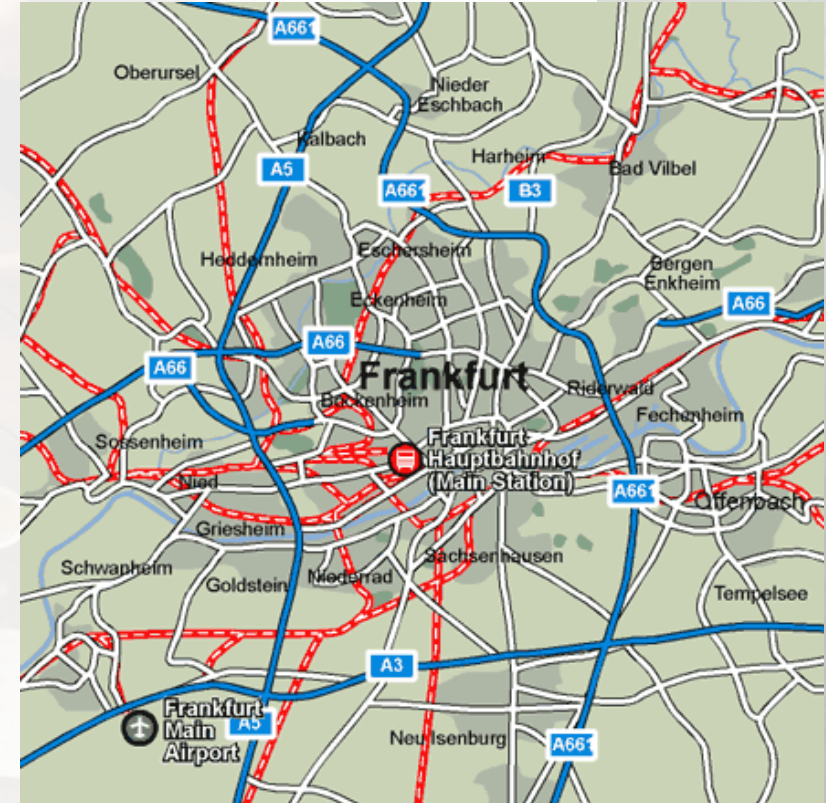 A661
Oberursel
Nieder
Eschbach
Kalbach
Harheim
A5
Bad Vilbel
A661
B3
Eschersheim
Heddernheim
Bergen
Enkheim
Eckenheim
A66
A66
A66
Frankfurt
Bockenheim
Riderwald
Fechenheim
Sossenheim
Frankfurt
Hauptbahnhof
(Main Station)
Nied
A661
Offenbach
Griesheim
Sachsenhausen
Schwapheim
Goldstein
Niederrad
Tempelsee
A3
Frankfurt
Main
Airport
A5
Neu Isenburg
A661